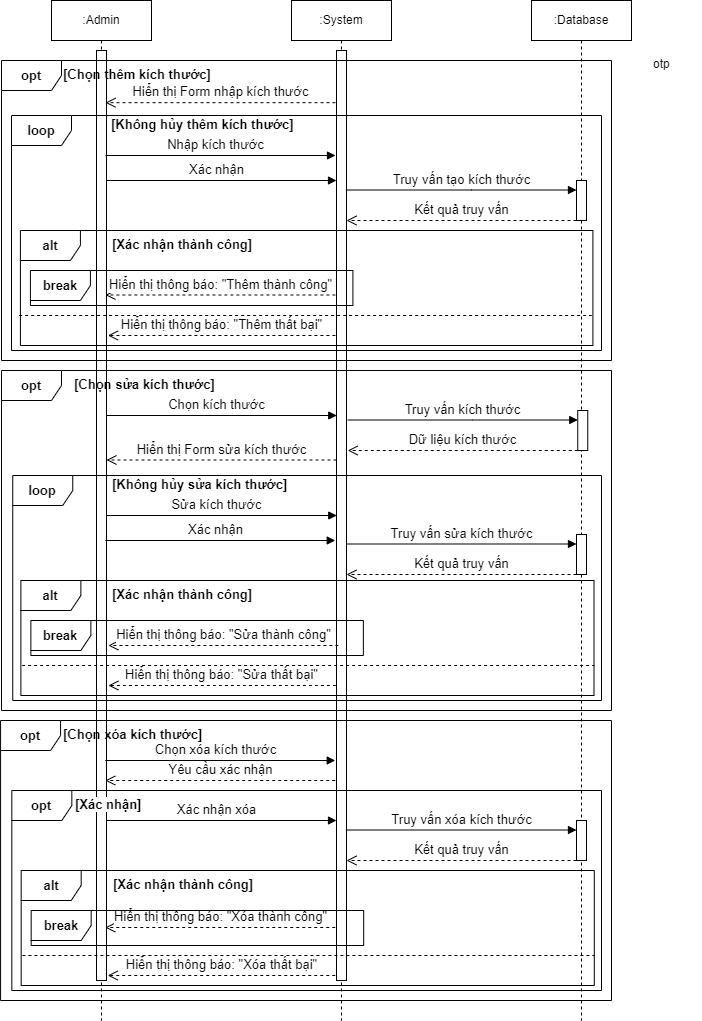 :Admin
:System
:Database
otp
opt
[Chọn thêm kích thước]
Hiển thị Form nhập kích thước
loop
[Không hủy thêm kích thước]
Nhập kích thước
Xác nhận
Truy vấn tạo kích thước
Kết quả truy vấn
alt
[Xác nhận thành công]
break
Hiển thị thông báo: "Thêm thành công"
Hiển thị thông báo: "Thêm thất bại"
opt
[Chọn sửa kích thước]
Chọn kích thước
Truy vấn kích thước
Dữ liệu kích thước
Hiển thị Form sửa kích thước
loop
[Không hủy sửa kích thước]
Sửa kích thước
Xác nhận
Truy vấn sửa kích thước
Kết quả truy vấn
alt
[Xác nhận thành công]
break
Hiển thị thông báo: "Sửa thành công"
Hiển thị thông báo: "Sửa thất bại"
opt
[Chọn xóa kích thước]
Chọn xóa kích thước
Yêu cầu xác nhận
opt
[Xác nhận]
Xác nhận xóa
Truy vấn xóa kích thước
Kết quả truy vấn
alt
[Xác nhận thành công]
break
Hiển thị thông báo: "Xóa thành công"
Hiển thị thông báo: "Xóa thất bại"